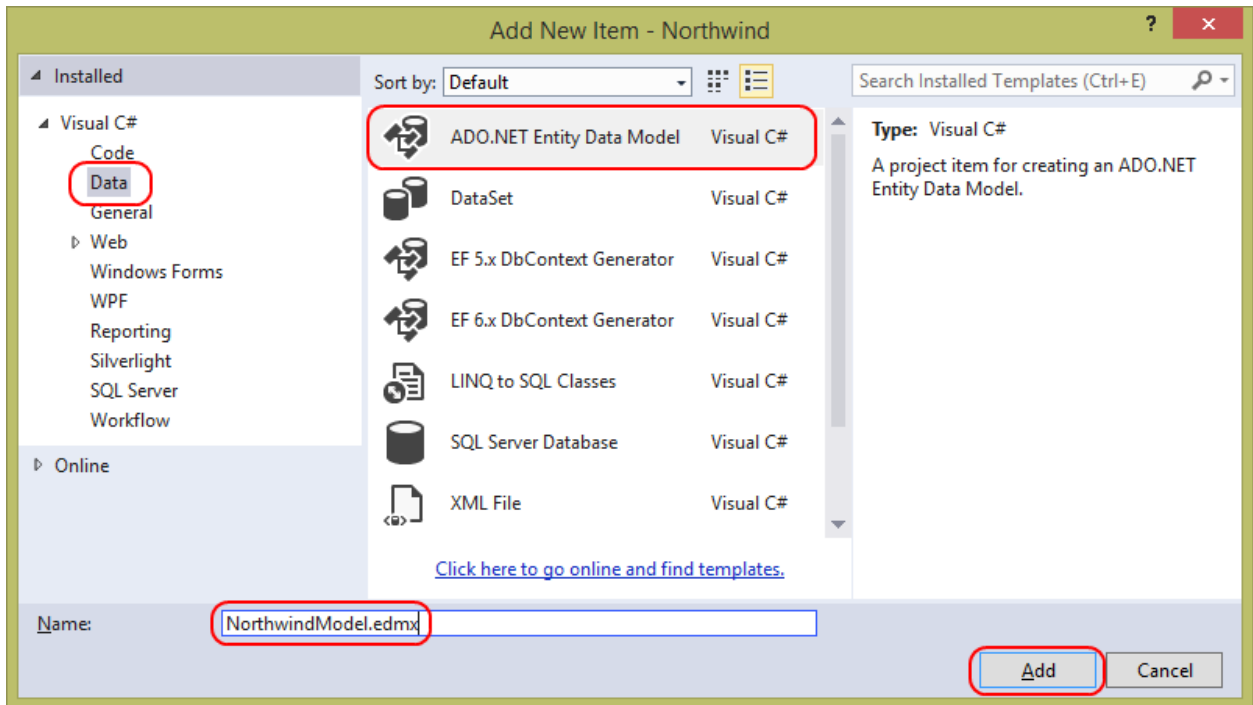 Add New Item - Northwind
?
×
Installed
Sort by: Default
Search Installed Templates (Ctrl+E)
Visual C#
Code
Data
General
Web
Windows Forms
WPF
Reporting
Silverlight
SQL Server
Workflow
Online
ADO.NET Entity Data Model Visual C#
DataSet Visual C#
EF 5.x DbContext Generator Visual C#
EF 6.x DbContext Generator Visual C#
LINQ to SQL Classes Visual C#
SQL Server Database Visual C#
XML File Visual C#
Click here to go online and find templates.
Type: Visual C#
A project item for creating an ADO.NET
Entity Data Model.
Name: NorthwindModel.edmx
Add Cancel